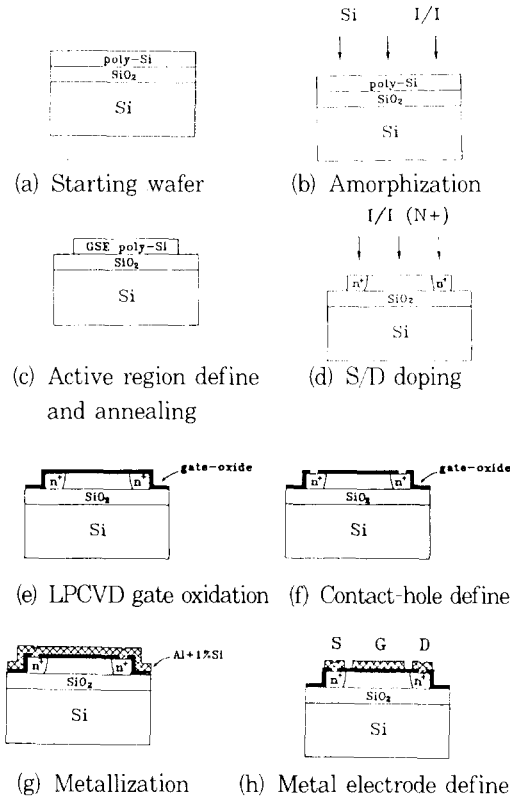 Si I/I
poly-Si
SiO₂
Si
poly-Si
SiO₂
Si
(a) Starting wafer
(b) Amorphization
I/I (N+)
GSE poly-Si
SiO₂
Si
n⁺ n⁺
SiO₂
Si
(c) Active region define
and annealing
(d) S/D doping
gate-oxide
n⁺ n⁺
SiO₂
Si
gate-oxide
n⁺ n⁺
SiO₂
Si
(e) LPCVD gate oxidation
(f) Contact-hole define
Al+1%Si
n⁺ n⁺
SiO₂
Si
S G D
n⁺ n⁺
SiO₂
Si
(g) Metallization
(h) Metal electrode define